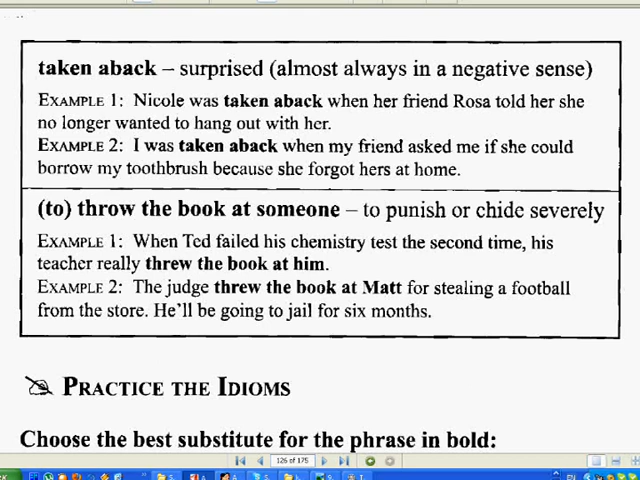 taken aback – surprised (almost always in a negative sense)
EXAMPLE 1: Nicole was taken aback when her friend Rosa told her she
no longer wanted to hang out with her.
EXAMPLE 2: I was taken aback when my friend asked me if she could
borrow my toothbrush because she forgot hers at home.
(to) throw the book at someone – to punish or chide severely
EXAMPLE 1: When Ted failed his chemistry test the second time, his
teacher really threw the book at him.
EXAMPLE 2: The judge threw the book at Matt for stealing a football
from the store. He'll be going to jail for six months.
PRACTICE THE IDIOMS
Choose the best substitute for the phrase in bold:
126 of 175
EN